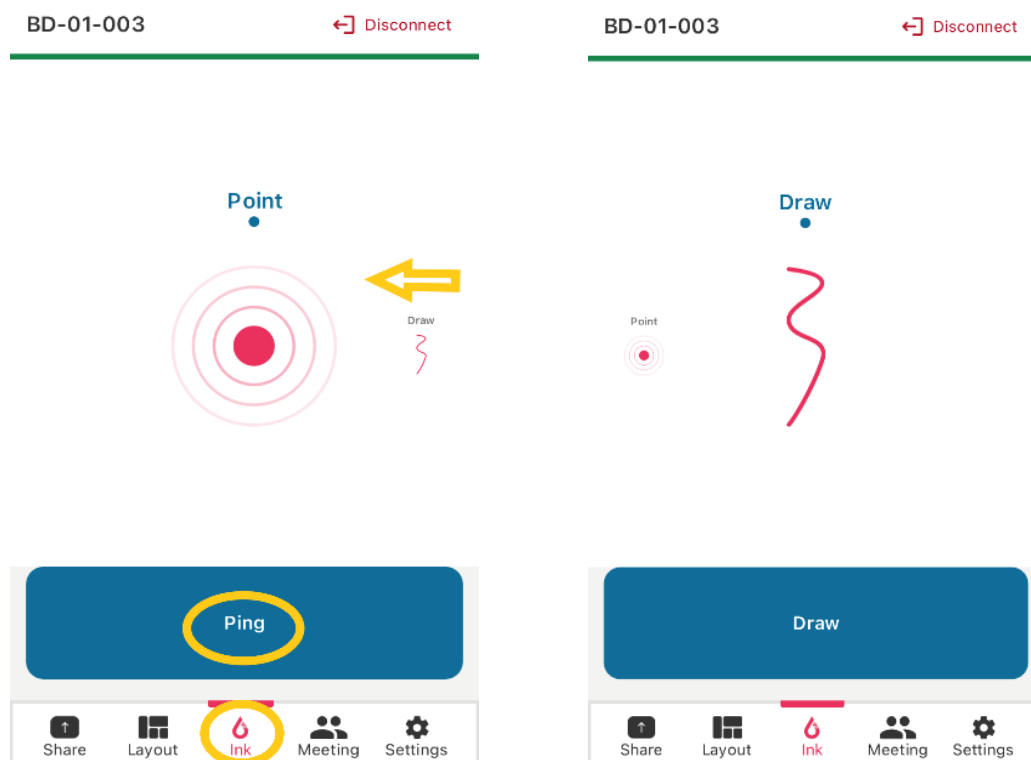 BD-01-003 Disconnect
Point
Draw
Ping
Share Layout Ink Meeting Settings
BD-01-003 Disconnect
Draw
Point
Draw
Share Layout Ink Meeting Settings